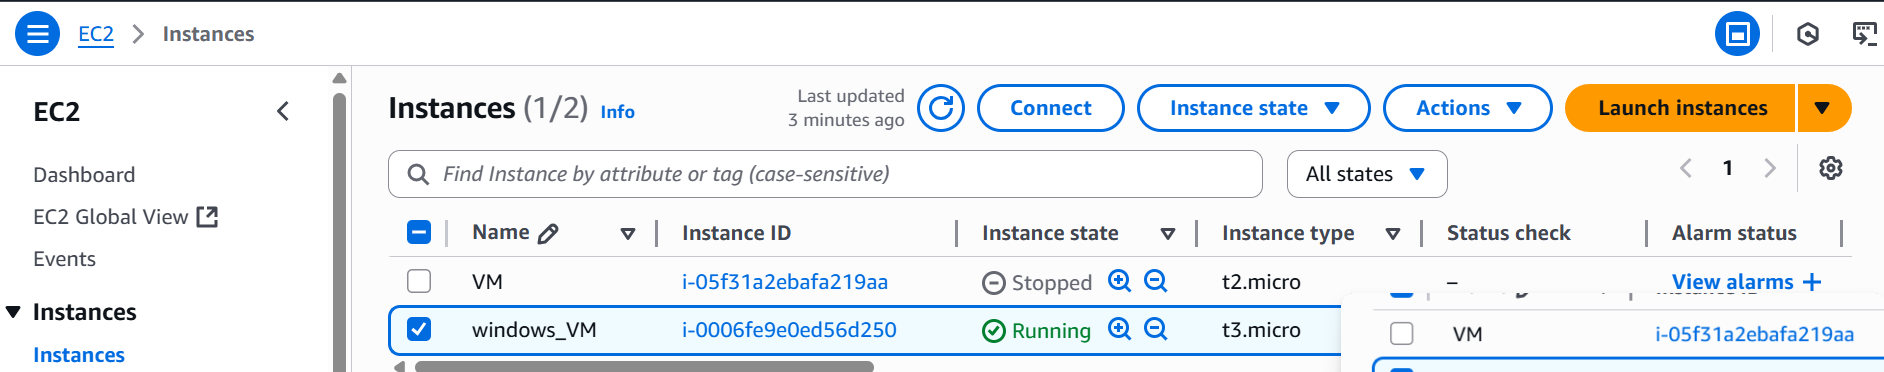 EC2 > Instances
EC2
Dashboard
EC2 Global View
Events
Instances
Instances
Instances (1/2) Info
Last updated
3 minutes ago
Connect
Instance state
Actions
Launch instances
Find Instance by attribute or tag (case-sensitive)
All states
1
Name Instance ID Instance state Instance type Status check Alarm status
VM i-05f31a2ebafa219aa Stopped t2.micro – View alarms +
windows_VM i-0006fe9e0ed56d250 Running t3.micro
VM i-05f31a2ebafa219aa